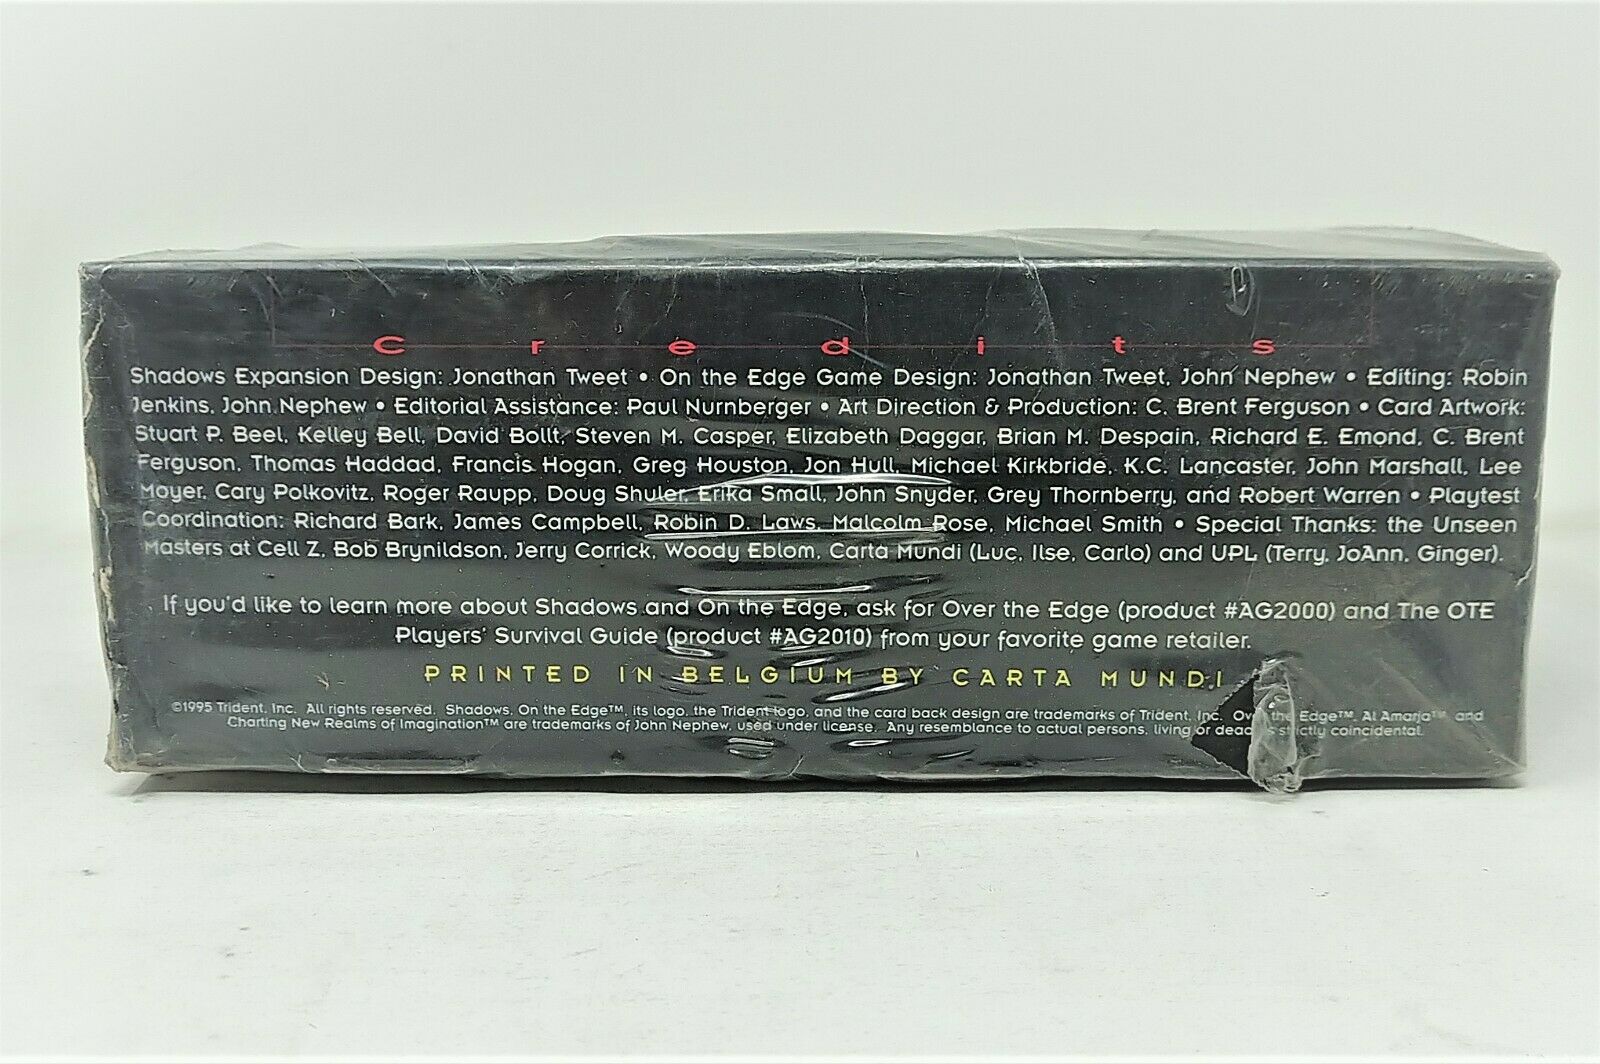 Credits
Shadows Expansion Design: Jonathan Tweet • On the Edge Game Design: Jonathan Tweet, John Nephew • Editing: Robin
Jenkins, John Nephew • Editorial Assistance: Paul Nurnberger • Art Direction & Production: C. Brent Ferguson • Card Artwork:
Stuart P. Beel, Kelley Bell, David Bollt, Steven M. Casper, Elizabeth Daggar, Brian M. Despain, Richard E. Emond, C. Brent
Ferguson, Thomas Haddad, Francis Hogan, Greg Houston, Jon Hull, Michael Kirkbride, K.C. Lancaster, John Marshall, Lee
Moyer, Cary Polkovitz, Roger Raupp, Doug Shuler, Erika Small, John Snyder, Grey Thornberry, and Robert Warren • Playtest
Coordination: Richard Bark, James Campbell, Robin D. Laws, Malcolm Rose, Michael Smith • Special Thanks: the Unseen
Masters at Cell Z, Bob Brynildson, Jerry Corrick, Woody Eblom, Carta Mundi (Luc, Ilse, Carlo) and UPL (Terry, JoAnn, Ginger).
If you'd like to learn more about Shadows and On the Edge, ask for Over the Edge (product #AG2000) and The OTE
Players' Survival Guide (product #AG2010) from your favorite game retailer.
PRINTED IN BELGIUM BY CARTA MUNDI
©1995 Trident, Inc. All rights reserved. Shadows, On the Edge™, its logo, the Trident logo, and the card back design are trademarks of Trident, Inc. Over the Edge™, Al Amarja™, and
Charting New Realms of Imagination™ are trademarks of John Nephew, used under license. Any resemblance to actual persons, living or dead, is strictly coincidental.